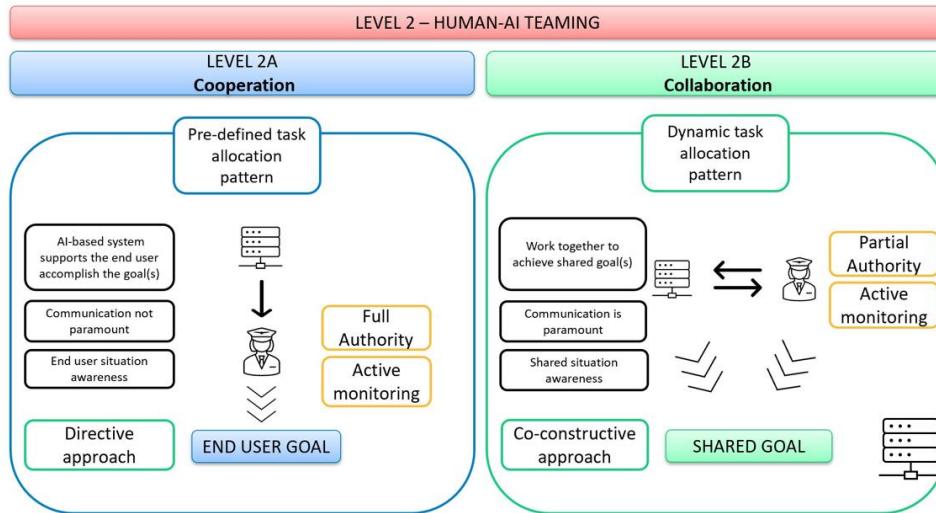 LEVEL 2 – HUMAN-AI TEAMING
LEVEL 2A
Cooperation
Pre-defined task
allocation
pattern
AI-based system
supports the end user
accomplish the goal(s)
Communication not
paramount
End user situation
awareness
Full
Authority
Active
monitoring
Directive
approach
END USER GOAL
LEVEL 2B
Collaboration
Dynamic task
allocation
pattern
Work together to
achieve shared goal(s)
Communication is
paramount
Shared situation
awareness
Partial
Authority
Active
monitoring
Co-constructive
approach
SHARED GOAL